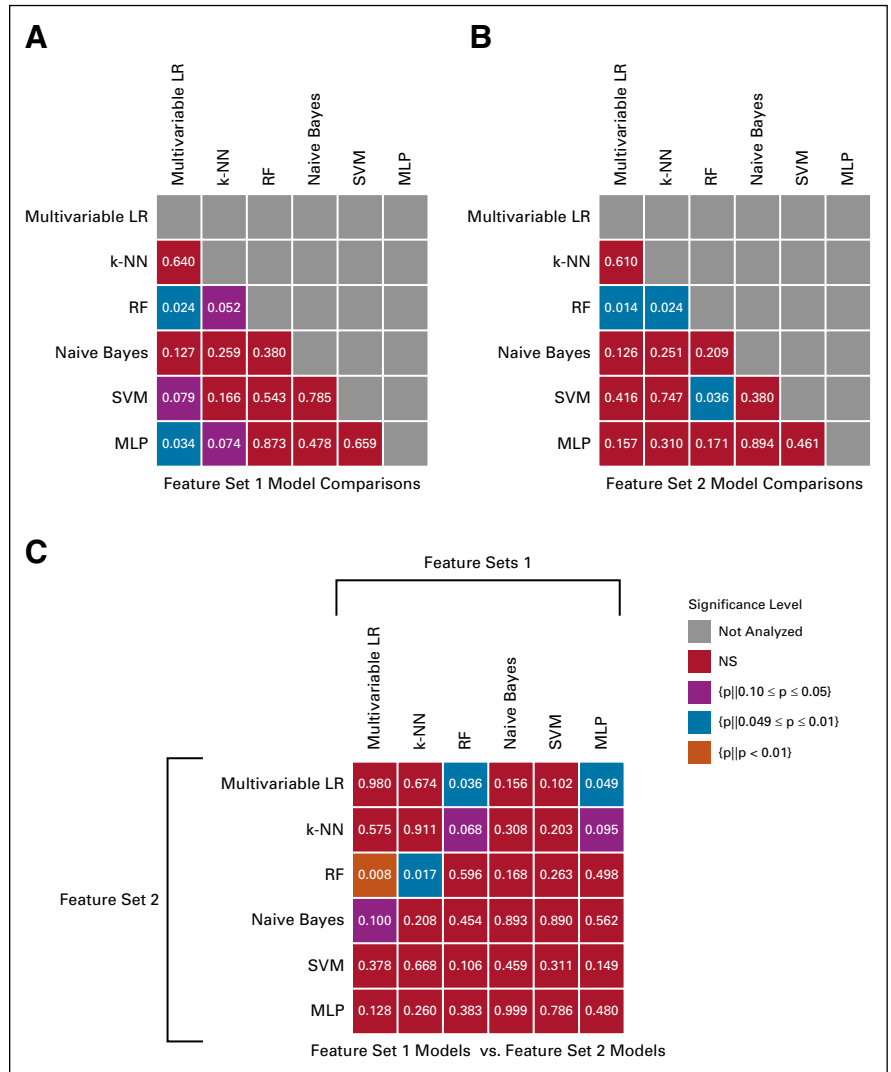 A
Multivariable LR
k-NN
RF
Naive Bayes
SVM
MLP
Multivariable LR
k-NN 0.640
RF 0.024 0.052
Naive Bayes 0.127 0.259 0.380
SVM 0.079 0.166 0.543 0.785
MLP 0.034 0.074 0.873 0.478 0.659
Feature Set 1 Model Comparisons
B
Multivariable LR
k-NN
RF
Naive Bayes
SVM
MLP
Multivariable LR
k-NN 0.610
RF 0.014 0.024
Naive Bayes 0.126 0.251 0.209
SVM 0.416 0.747 0.036 0.380
MLP 0.157 0.310 0.171 0.894 0.461
Feature Set 2 Model Comparisons
C
Feature Sets 1
Multivariable LR
k-NN
RF
Naive Bayes
SVM
MLP
Feature Set 2
Multivariable LR 0.980 0.674 0.036 0.156 0.102 0.049
k-NN 0.575 0.911 0.068 0.308 0.203 0.095
RF 0.008 0.017 0.596 0.168 0.263 0.498
Naive Bayes 0.100 0.208 0.454 0.893 0.890 0.562
SVM 0.378 0.668 0.106 0.459 0.311 0.149
MLP 0.128 0.260 0.383 0.999 0.786 0.480
Feature Set 1 Models vs. Feature Set 2 Models
Significance Level
Not Analyzed
NS
{p||0.10 ≤ p ≤ 0.05}
{p||0.049 ≤ p ≤ 0.01}
{p||p < 0.01}